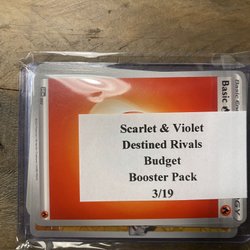 Basic
Scarlet & Violet
Destined Rivals
Budget
Booster Pack
3/19